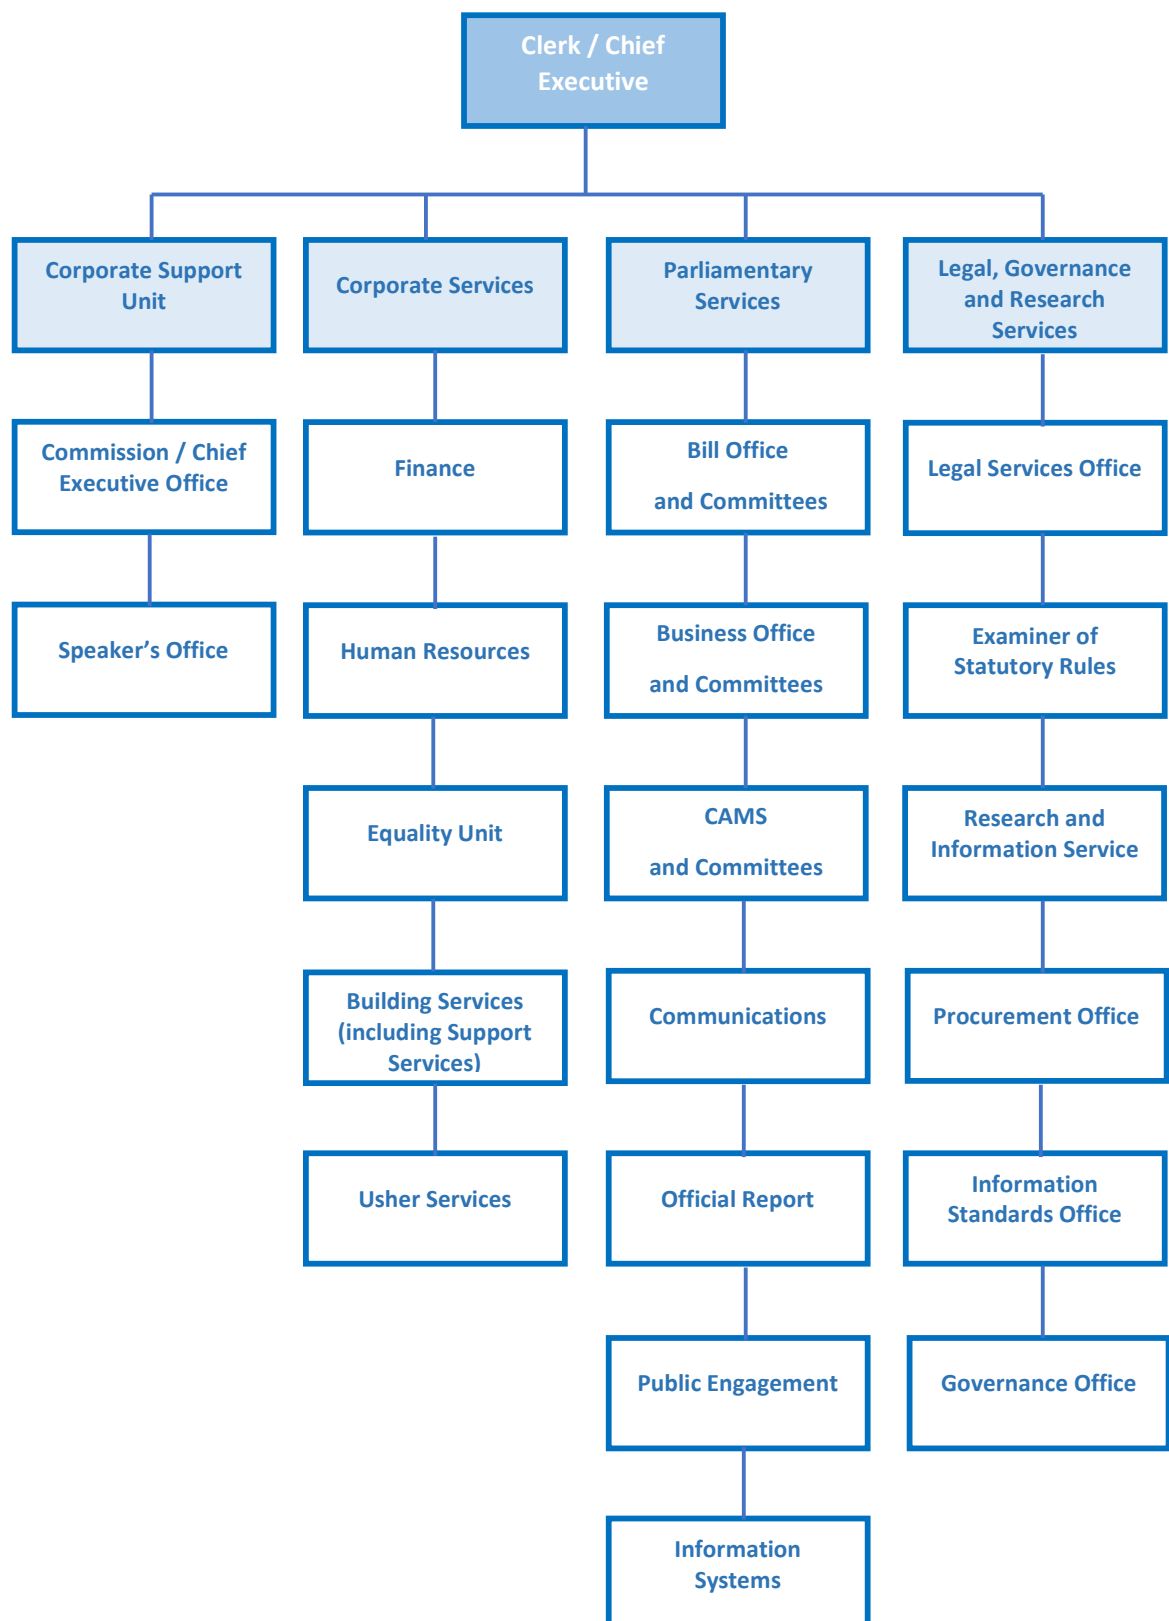 Clerk / Chief
Executive
Corporate Support
Unit
Corporate Services
Parliamentary
Services
Legal, Governance
and Research
Services
Commission / Chief
Executive Office
Finance
Bill Office
and Committees
Legal Services Office
Speaker’s Office
Human Resources
Business Office
and Committees
Examiner of
Statutory Rules
Equality Unit
CAMS
and Committees
Research and
Information Service
Building Services
(including Support
Services)
Communications
Procurement Office
Usher Services
Official Report
Information
Standards Office
Public Engagement
Governance Office
Information
Systems